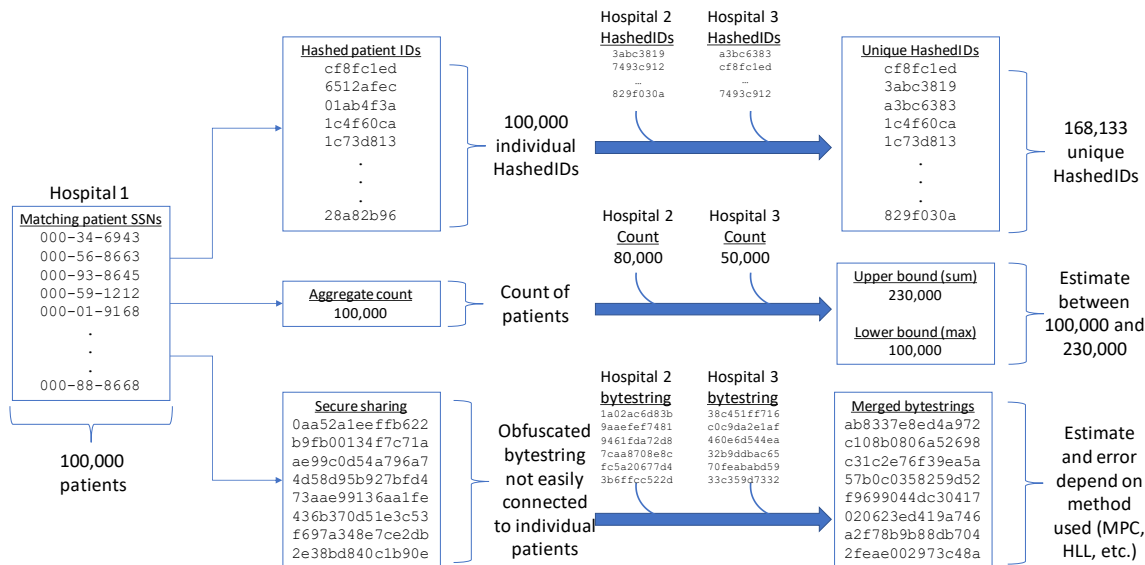 Hospital 1
Matching patient SSNs
000-34-6943
000-56-8663
000-93-8645
000-59-1212
000-01-9168
.
.
.
000-88-8668
100,000
patients
Hashed patient IDs
cf8fc1ed
6512afec
01ab4f3a
1c4f60ca
1c73d813
.
.
.
28a82b96
100,000
individual
HashedIDs
Hospital 2
HashedIDs
3abc3819
7493c912
…
829f030a
Hospital 3
HashedIDs
a3bc6383
cf8fc1ed
…
7493c912
Unique HashedIDs
cf8fc1ed
3abc3819
a3bc6383
1c4f60ca
1c73d813
.
.
.
829f030a
168,133
unique
HashedIDs
Aggregate count
100,000
Count of
patients
Hospital 2
Count
80,000
Hospital 3
Count
50,000
Upper bound (sum)
230,000
Lower bound (max)
100,000
Estimate
between
100,000 and
230,000
Secure sharing
0aa52a1eeffb622
b9fb00134f7c71a
ae99c0d54a796a7
4d58d95b927bfd4
73aae99136aa1fe
436b370d51e3c53
f697a348e7ce2db
2e38bd840c1b90e
Obfuscated
bytestring
not easily
connected
to individual
patients
Hospital 2
bytestring
1a02ac6d83b
9aaefef7481
9461fda72d8
7caa8708e8c
fc5a20677d4
3b6ffcc522d
Hospital 3
bytestring
38c451ff716
c0c9da2e1af
460e6d544ea
32b9ddbac65
70feababd59
33c359d7332
Merged bytestrings
ab8337e8ed4a972
c108b0806a52698
c31c2e76f39ea5a
57b0c0358259d52
f9699044dc30417
020623ed419a746
a2f78b9b88db704
2feae002973c48a
Estimate
and error
depend on
method
used (MPC,
HLL, etc.)